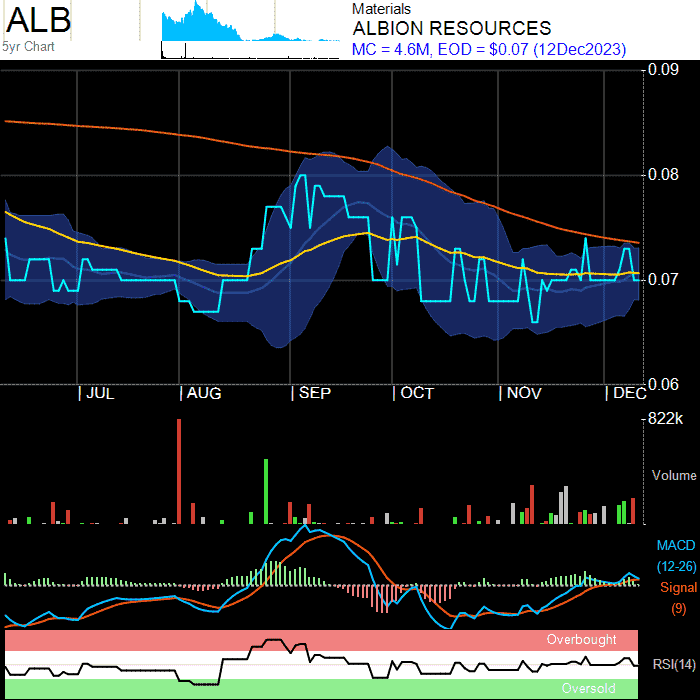 ALB
5yr Chart
Materials
ALBION RESOURCES
MC = 4.6M, EOD = $0.07 (12Dec2023)
0.09
0.08
0.07
0.06
JUL
AUG
SEP
OCT
NOV
DEC
822k
Volume
MACD
(12-26)
Signal
(9)
Overbought
RSI(14)
Oversold